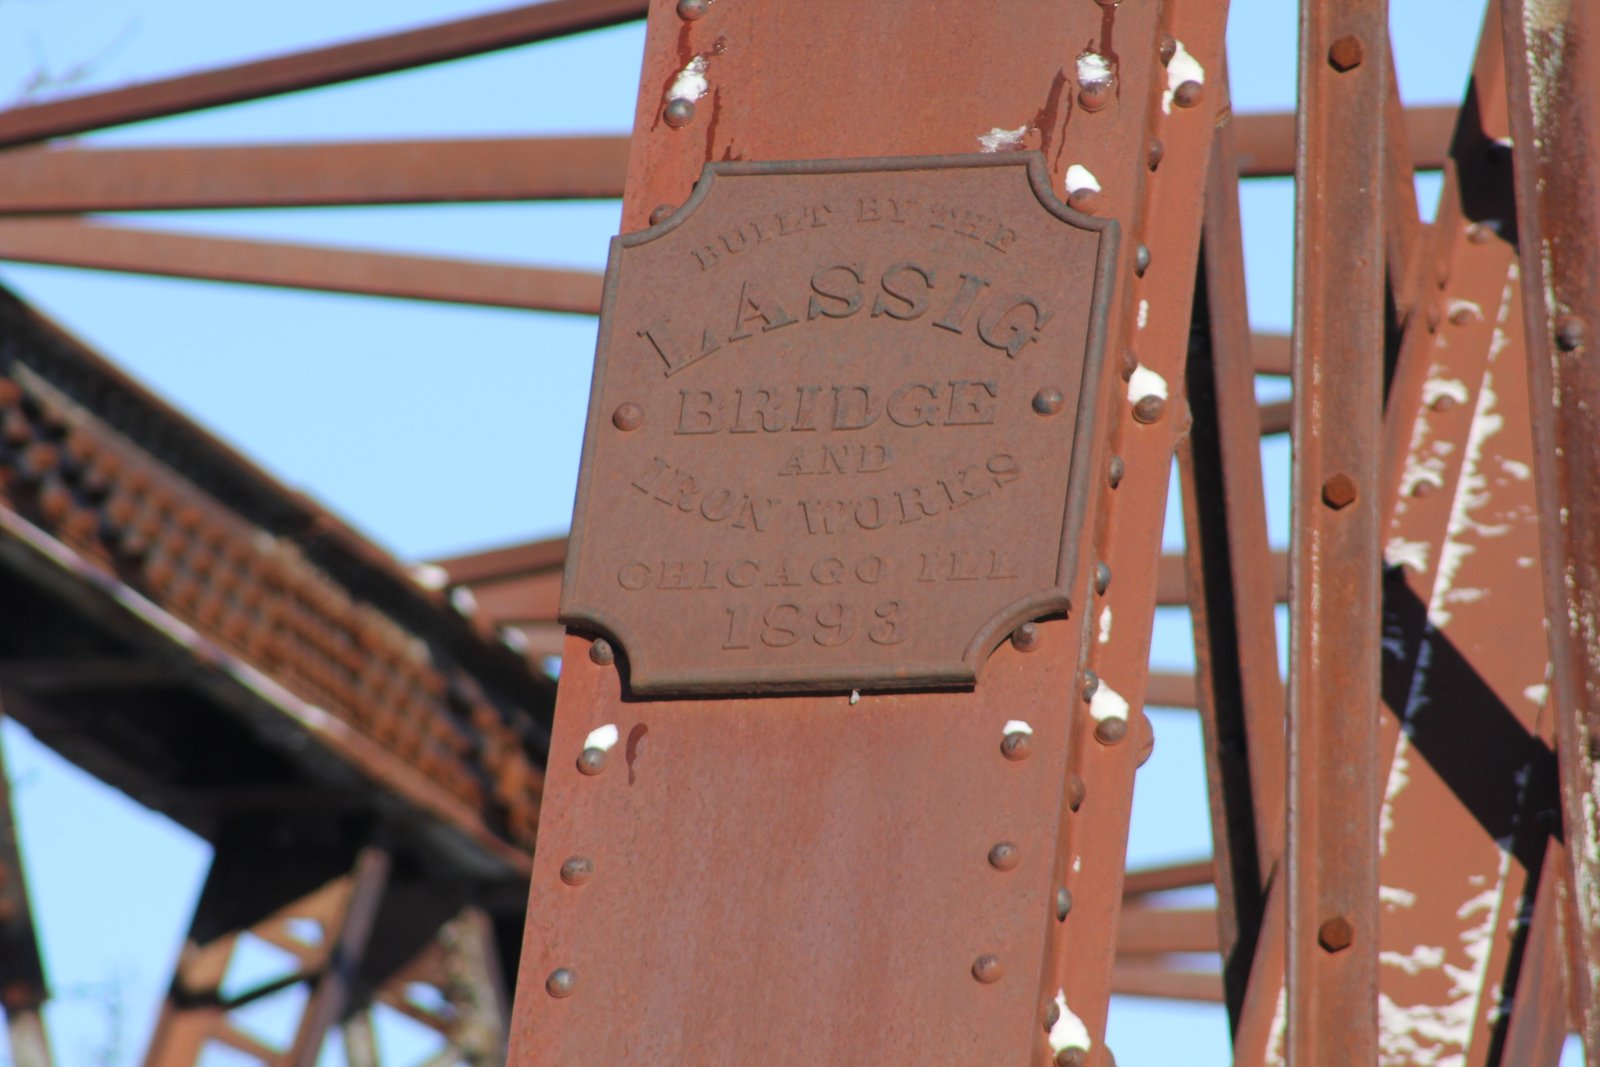 BUILT BY THE
LASSIG
BRIDGE
AND
IRON WORKS
CHICAGO ILL
1893